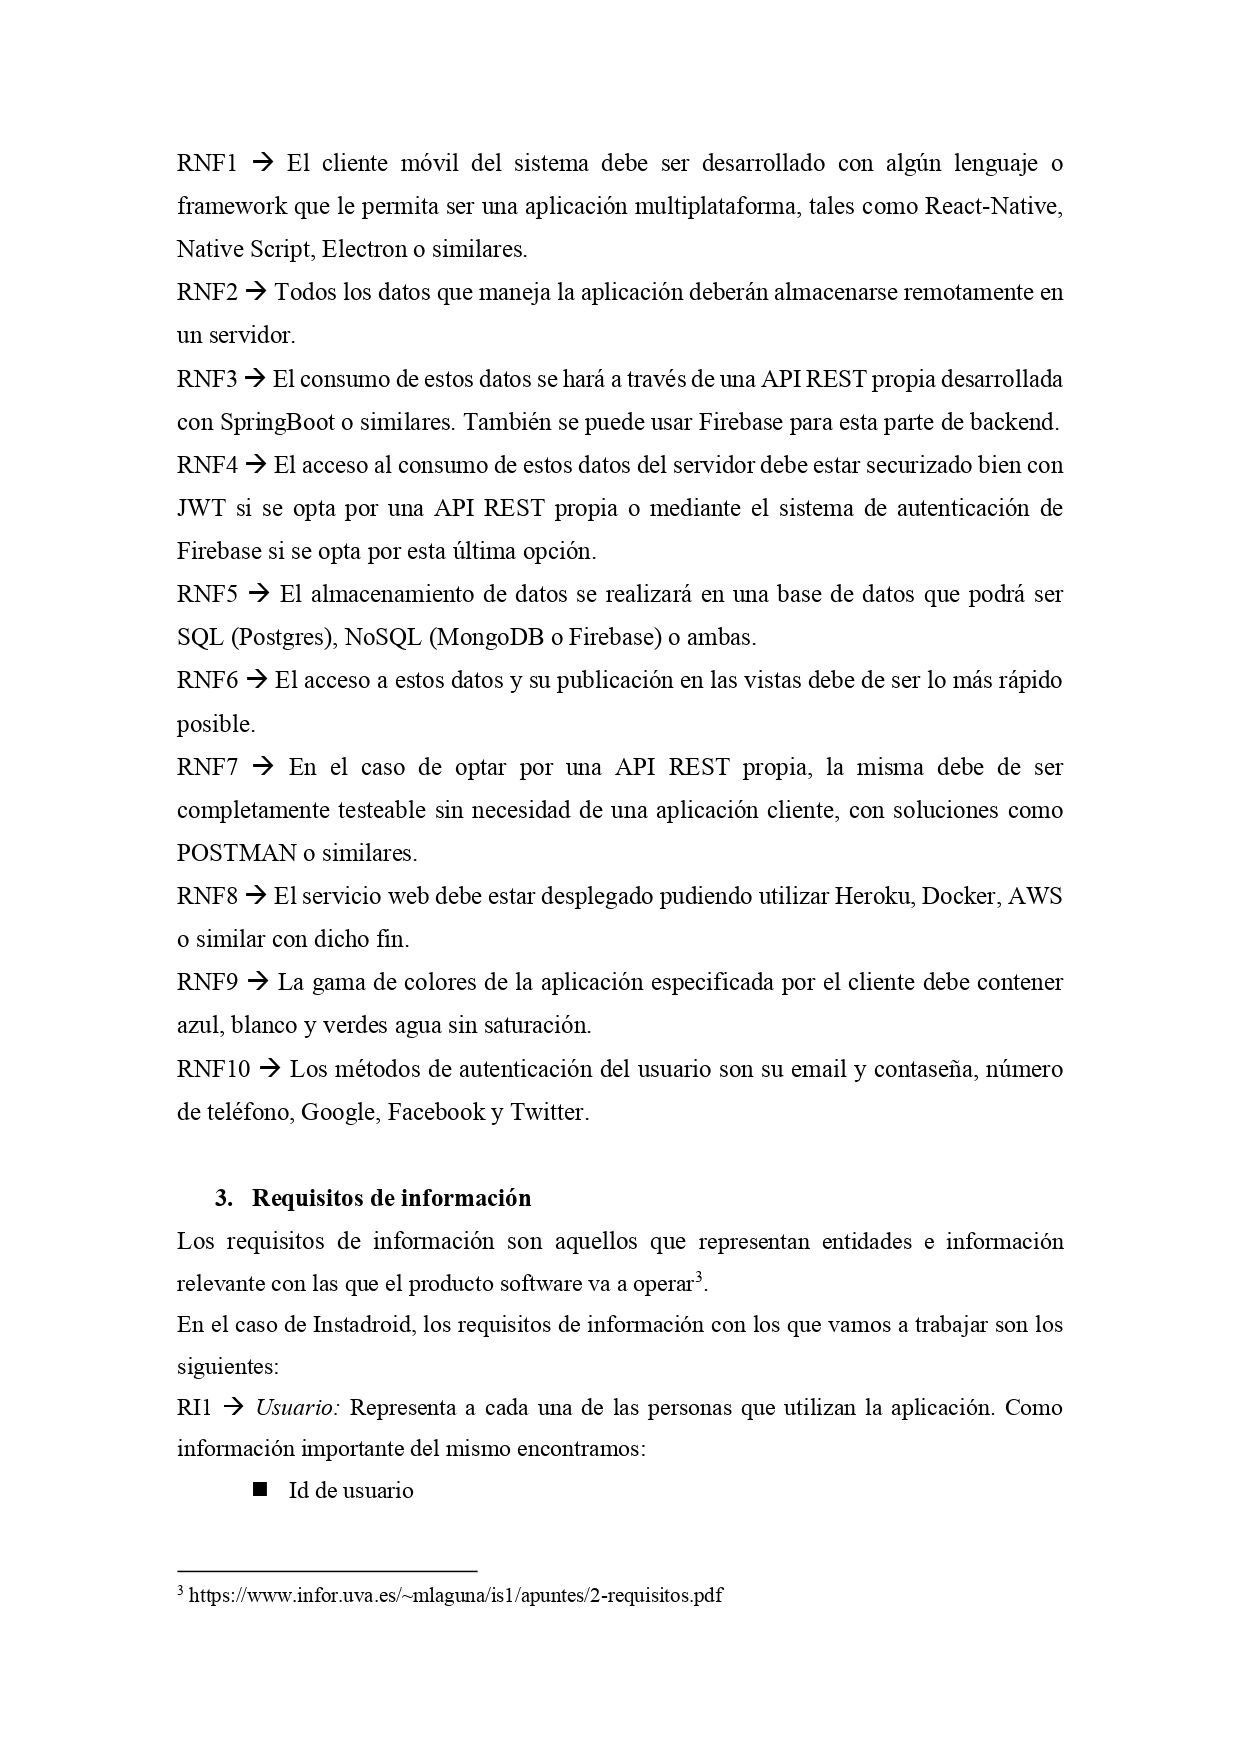 RNF1 → El cliente móvil del sistema debe ser desarrollado con algún lenguaje o
framework que le permita ser una aplicación multiplataforma, tales como React-Native,
Native Script, Electron o similares.
RNF2 → Todos los datos que maneja la aplicación deberán almacenarse remotamente en
un servidor.
RNF3 → El consumo de estos datos se hará a través de una API REST propia desarrollada
con SpringBoot o similares. También se puede usar Firebase para esta parte de backend.
RNF4 → El acceso al consumo de estos datos del servidor debe estar securizado bien con
JWT si se opta por una API REST propia o mediante el sistema de autenticación de
Firebase si se opta por esta última opción.
RNF5 → El almacenamiento de datos se realizará en una base de datos que podrá ser
SQL (Postgres), NoSQL (MongoDB o Firebase) o ambas.
RNF6 → El acceso a estos datos y su publicación en las vistas debe de ser lo más rápido
posible.
RNF7 → En el caso de optar por una API REST propia, la misma debe de ser
completamente testeable sin necesidad de una aplicación cliente, con soluciones como
POSTMAN o similares.
RNF8 → El servicio web debe estar desplegado pudiendo utilizar Heroku, Docker, AWS
o similar con dicho fin.
RNF9 → La gama de colores de la aplicación especificada por el cliente debe contener
azul, blanco y verdes agua sin saturación.
RNF10 → Los métodos de autenticación del usuario son su email y contaseña, número
de teléfono, Google, Facebook y Twitter.
3. Requisitos de información
Los requisitos de información son aquellos que representan entidades e información
relevante con las que el producto software va a operar³.
En el caso de Instadroid, los requisitos de información con los que vamos a trabajar son los
siguientes:
RI1 → Usuario: Representa a cada una de las personas que utilizan la aplicación. Como
información importante del mismo encontramos:
■ Id de usuario
³ https://www.infor.uva.es/~mlaguna/is1/apuntes/2-requisitos.pdf